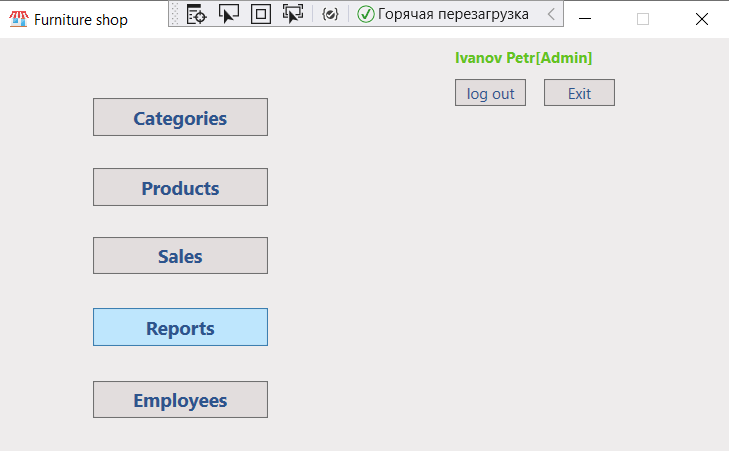 Furniture shop
Горячая перезагрузка
Ivanov Petr[Admin]
log out
Exit
Categories
Products
Sales
Reports
Employees